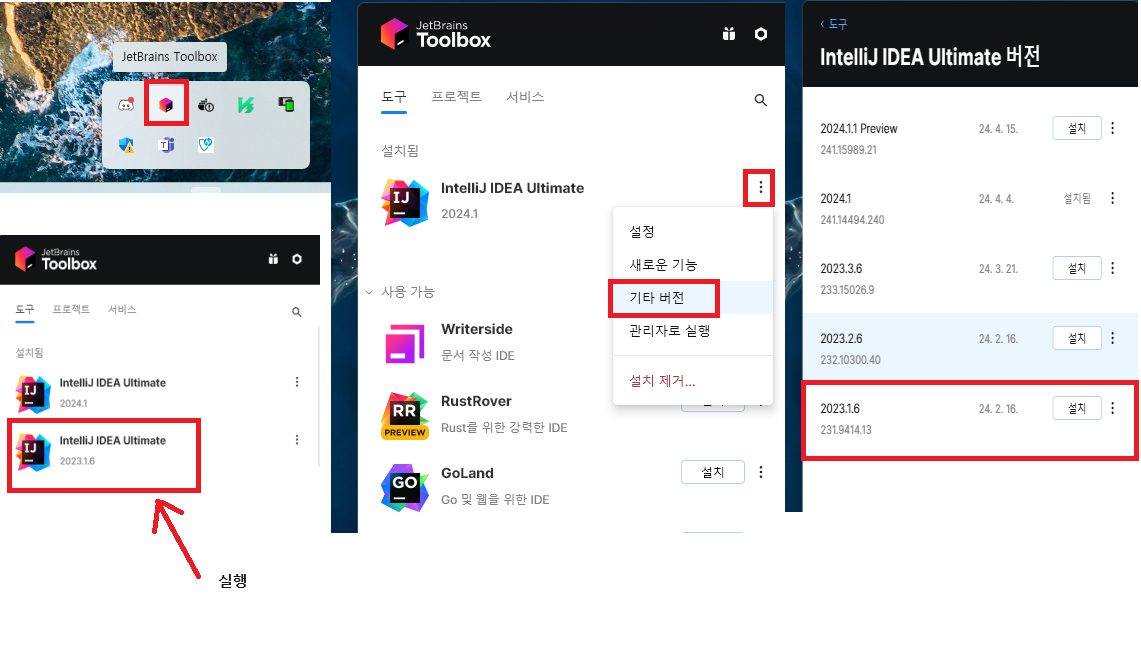 JetBrains Toolbox
JetBrains
Toolbox
도구 프로젝트 서비스
설치됨
IntelliJ IDEA Ultimate
2024.1
IntelliJ IDEA Ultimate
2023.1.6
실행
JetBrains
Toolbox
도구 프로젝트 서비스
설치됨
IJ
IntelliJ IDEA Ultimate
2024.1
설정
새로운 기능
기타 버전
관리자로 실행
설치 제거...
사용 가능
Writerside
문서 작성 IDE
RR
PREVIEW
RustRover
Rust를 위한 강력한 IDE
GO
GoLand
Go 및 웹을 위한 IDE
설치
도구
IntelliJ IDEA Ultimate 버전
2024.1.1 Preview 24. 4. 15. 설치
241.15989.21
2024.1 24. 4. 4. 설치됨
241.14494.240
2023.3.6 24. 3. 21. 설치
233.15026.9
2023.2.6 24. 2. 16. 설치
232.10300.40
2023.1.6 24. 2. 16. 설치
231.9414.13